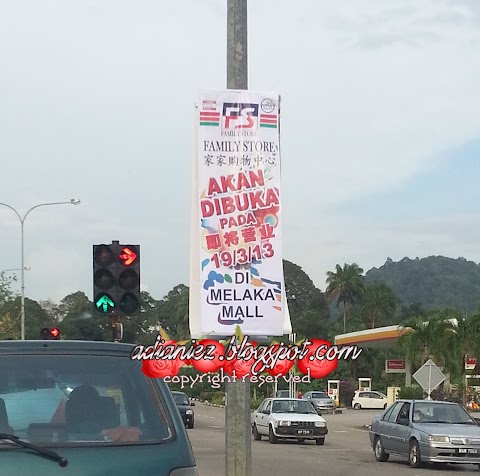 FS
FAMILY STORE
FAMILY STORE
家家购物中心
AKAN
DIBUKA
PADA
即将营业
19/3/13
DI
MELAKA
MALL
adrianiez.blogspot.com
copyright reserved